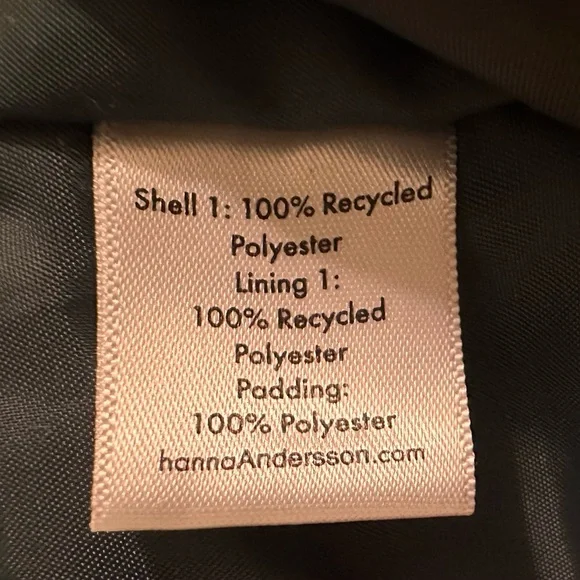 Shell 1: 100% Recycled
Polyester
Lining 1:
100% Recycled
Polyester
Padding:
100% Polyester
hannaAndersson.com